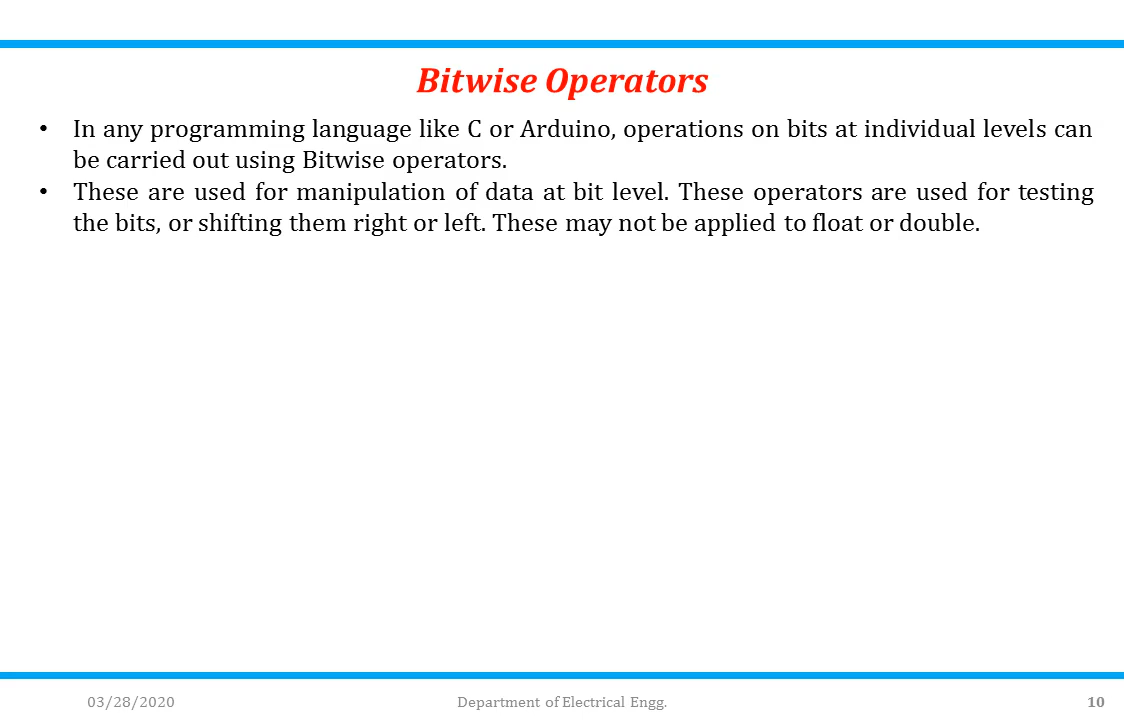 Bitwise Operators
• In any programming language like C or Arduino, operations on bits at individual levels can
be carried out using Bitwise operators.
• These are used for manipulation of data at bit level. These operators are used for testing
the bits, or shifting them right or left. These may not be applied to float or double.
03/28/2020 Department of Electrical Engg. 10